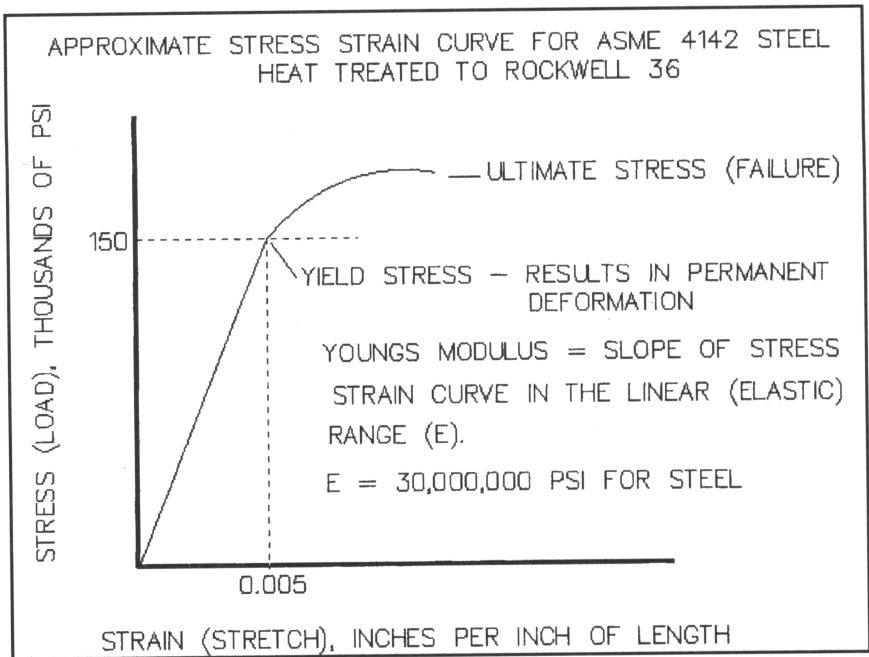 APPROXIMATE STRESS STRAIN CURVE FOR ASME 4142 STEEL
HEAT TREATED TO ROCKWELL 36
STRESS (LOAD), THOUSANDS OF PSI
ULTIMATE STRESS (FAILURE)
150
YIELD STRESS - RESULTS IN PERMANENT
DEFORMATION
YOUNGS MODULUS = SLOPE OF STRESS
STRAIN CURVE IN THE LINEAR (ELASTIC)
RANGE (E).
E = 30,000,000 PSI FOR STEEL
0.005
STRAIN (STRETCH), INCHES PER INCH OF LENGTH